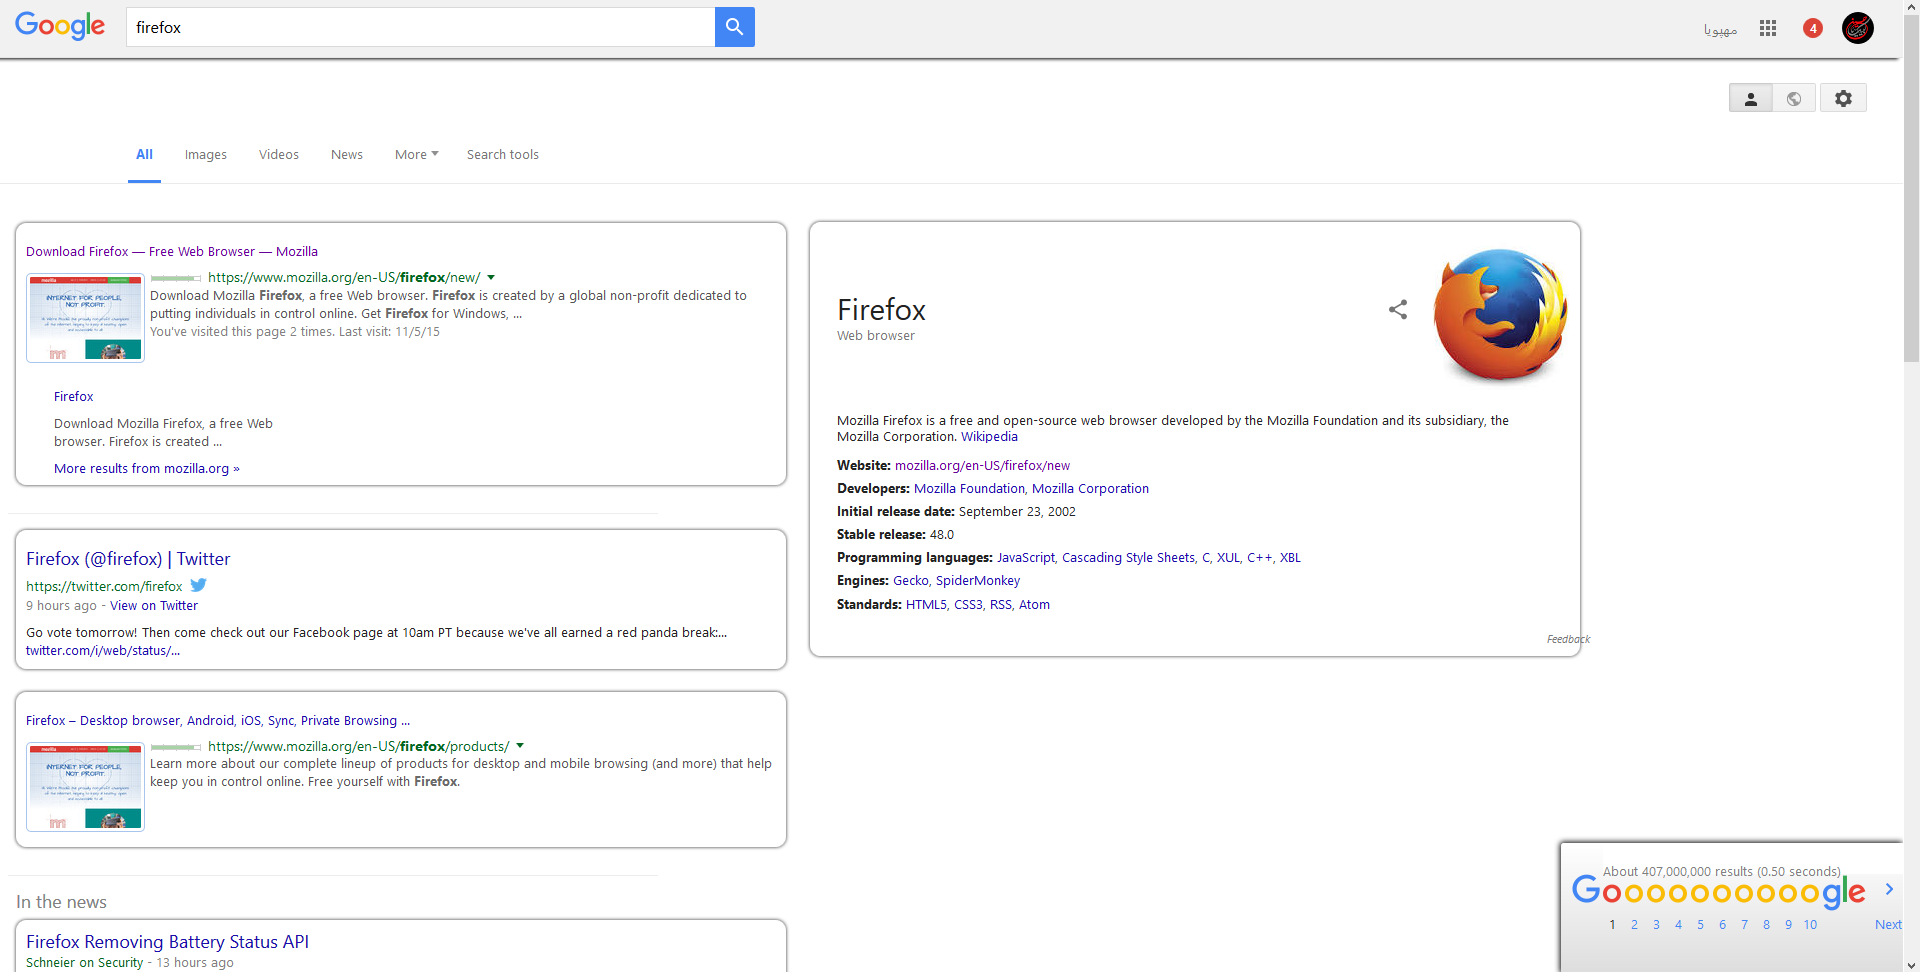 Google
firefox
مهپویا
4
All Images Videos News More Search tools
Download Firefox — Free Web Browser — Mozilla
https://www.mozilla.org/en-US/firefox/new/
Download Mozilla Firefox, a free Web browser. Firefox is created by a global non-profit dedicated to
putting individuals in control online. Get Firefox for Windows, ...
You've visited this page 2 times. Last visit: 11/5/15
INTERNET FOR PEOPLE,
NOT PROFIT.
Firefox
Download Mozilla Firefox, a free Web
browser. Firefox is created ...
More results from mozilla.org »
Firefox (@firefox) | Twitter
https://twitter.com/firefox
9 hours ago - View on Twitter
Go vote tomorrow! Then come check out our Facebook page at 10am PT because we've all earned a red panda break:...
twitter.com/i/web/status/...
Firefox – Desktop browser, Android, iOS, Sync, Private Browsing ...
https://www.mozilla.org/en-US/firefox/products/
Learn more about our complete lineup of products for desktop and mobile browsing (and more) that help
keep you in control online. Free yourself with Firefox.
INTERNET FOR PEOPLE,
NOT PROFIT.
In the news
Firefox Removing Battery Status API
Schneier on Security - 13 hours ago
Firefox
Web browser
Mozilla Firefox is a free and open-source web browser developed by the Mozilla Foundation and its subsidiary, the
Mozilla Corporation. Wikipedia
Website: mozilla.org/en-US/firefox/new
Developers: Mozilla Foundation, Mozilla Corporation
Initial release date: September 23, 2002
Stable release: 48.0
Programming languages: JavaScript, Cascading Style Sheets, C, XUL, C++, XBL
Engines: Gecko, SpiderMonkey
Standards: HTML5, CSS3, RSS, Atom
Feedback
About 407,000,000 results (0.50 seconds)
Goooooooooogle
1 2 3 4 5 6 7 8 9 10 Next